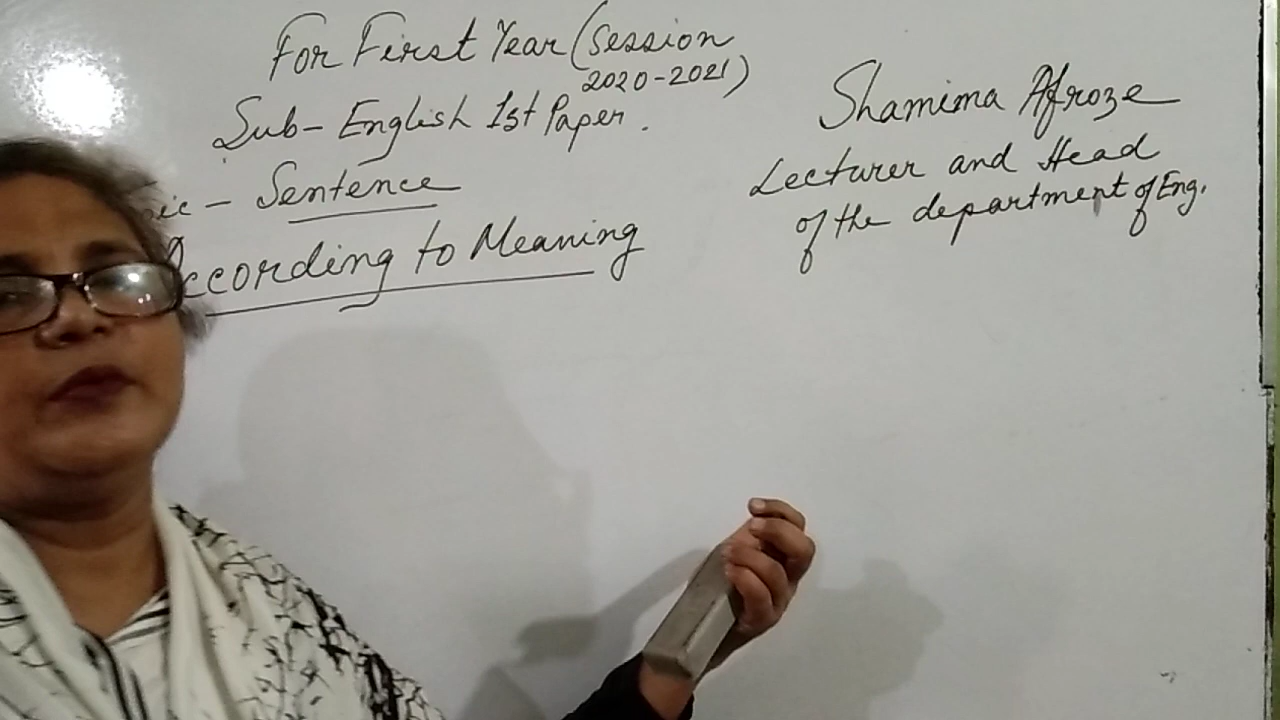 For First Year (Session
2020-2021)
Sub- English 1st Paper.
- Sentence
According to Meaning
Shamima Afroze
Lecturer and Head
of the department of Eng.